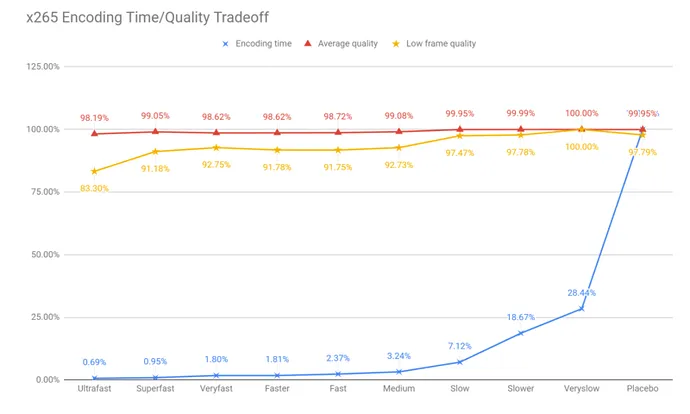 x265 Encoding Time/Quality Tradeoff
Encoding time Average quality Low frame quality
125.00%
98.19% 99.05% 98.62% 98.62% 98.72% 99.08% 99.95% 99.99% 100.00% 99.95%
100.00%
83.30% 91.18% 92.75% 91.78% 91.75% 92.73% 97.47% 97.78% 100.00% 97.79%
75.00%
50.00%
25.00%
0.69% 0.95% 1.80% 1.81% 2.37% 3.24% 7.12% 18.67% 28.44%
0.00%
Ultrafast Superfast Veryfast Faster Fast Medium Slow Slower Veryslow Placebo